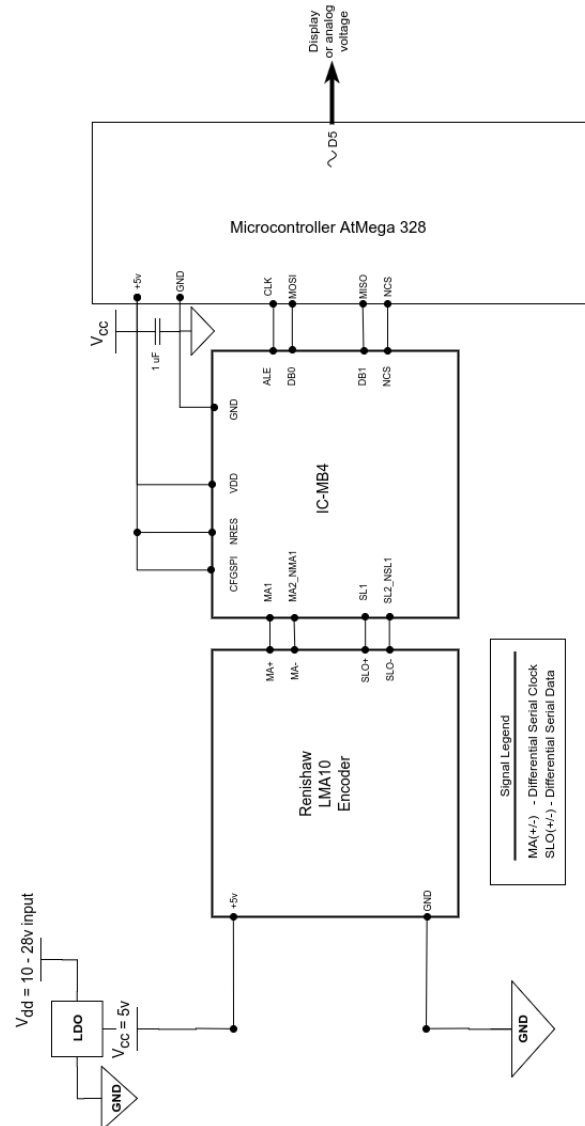 Display
or analog
voltage
D5
Microcontroller AtMega 328
+5v
GND
CLK
MOSI
MISO
NCS
Vcc
1 uF
ALE
DB0
DB1
NCS
GND
VDD
NRES
CFGSPI
IC-MB4
MA1
MA2_NMA1
SL1
SL2_NSL1
MA+
MA-
SLO+
SLO-
Renishaw
LMA10
Encoder
+5v
GND
Signal Legend
MA(+/-) - Differential Serial Clock
SLO(+/-) - Differential Serial Data
Vdd = 10 - 28v input
LDO
Vcc = 5v
GND
GND